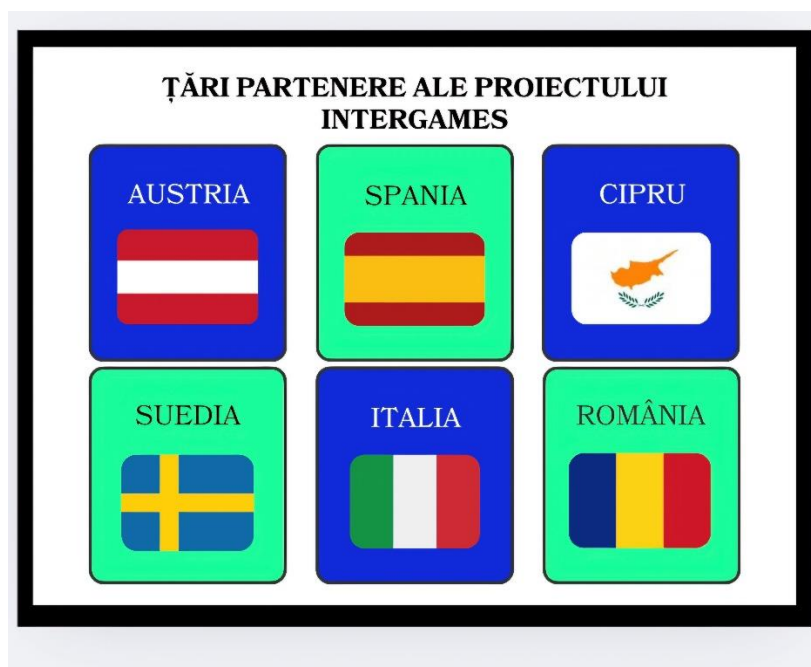 ȚĂRI PARTENERE ALE PROIECTULUI
INTERGAMES
AUSTRIA
SPANIA
CIPRU
SUEDIA
ITALIA
ROMÂNIA